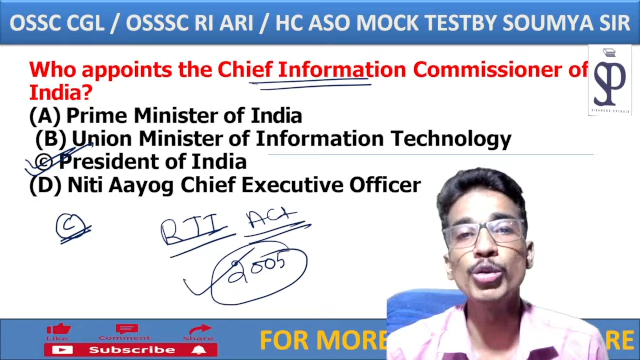 OSSC CGL / OSSSC RI ARI / HC ASO MOCK TESTBY SOUMYA SIR
Who appoints the Chief Information Commissioner of
India?
(A) Prime Minister of India
(B) Union Minister of Information Technology
© President of India
(D) Niti Aayog Chief Executive Officer
C
RTI Act
2005
SP
Like Comment Share
Subscribe
FOR MORE
RE